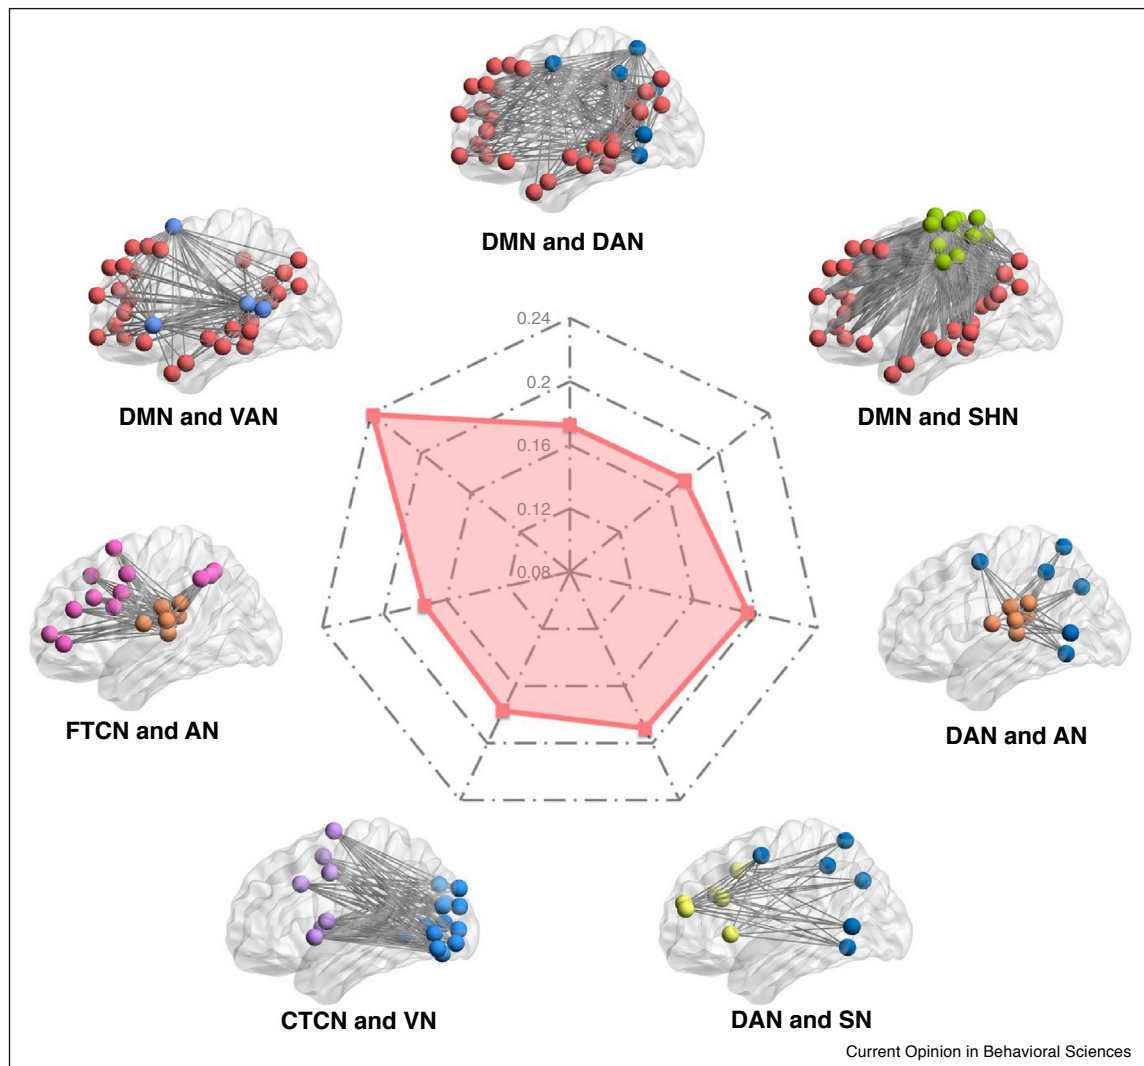 DMN and DAN
DMN and VAN
DMN and SHN
0.24
0.2
0.16
0.12
0.08
FTCN and AN
DAN and AN
CTCN and VN
DAN and SN
Current Opinion in Behavioral Sciences